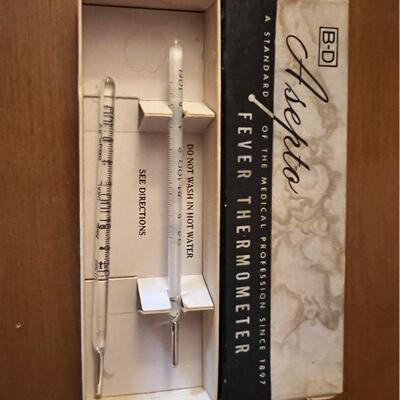 B-D
Asepto
A STANDARD OF THE MEDICAL PROFESSION SINCE 1897
FEVER THERMOMETER
DO NOT WASH IN HOT WATER
SEE DIRECTIONS